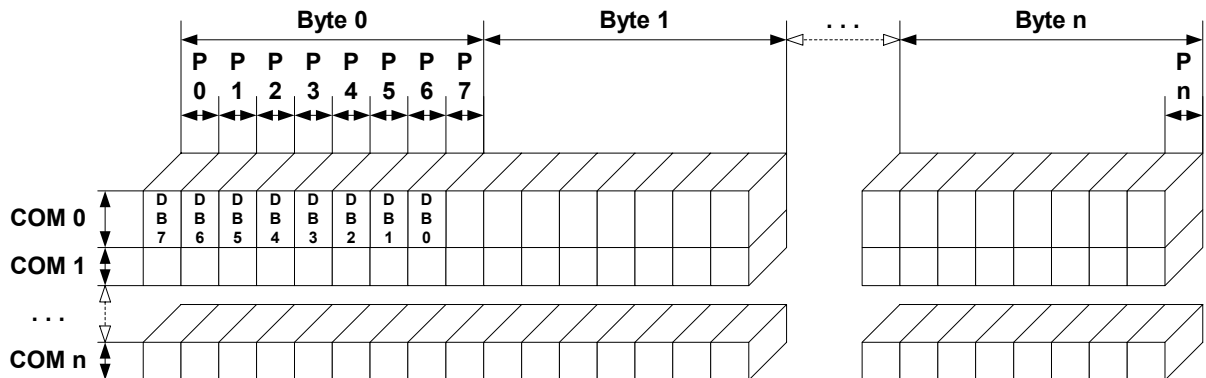 Byte 0 Byte 1 . . . Byte n
P P P P P P P P P
0 1 2 3 4 5 6 7 n
COM 0
D D D D D D D D
B B B B B B B B
7 6 5 4 3 2 1 0
COM 1
. . .
COM n